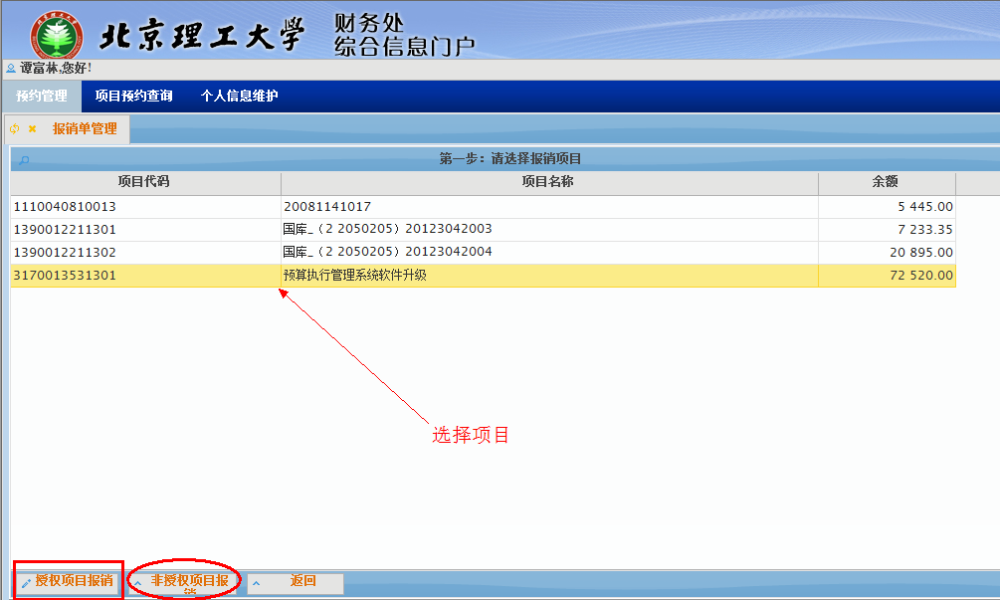 北京理工大学
财务处
综合信息门户
谭富林,您好!
预约管理 项目预约查询 个人信息维护
报销单管理
第一步：请选择报销项目
项目代码 项目名称 余额
1110040810013 20081141017 5 445.00
1390012211301 国库_（2 2050205）20123042003 7 233.35
1390012211302 国库_（2 2050205）20123042004 20 895.00
3170013531301 预算执行管理系统软件升级 72 520.00
选择项目
授权项目报销 非授权项目报销 返回